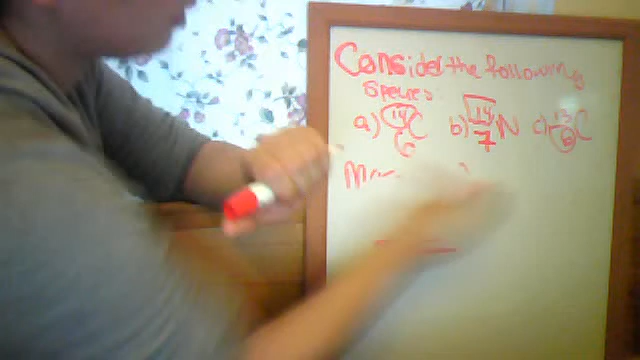 Consider the following
Species
a) 14 6 C b) 14 7 N c) 13 6 C